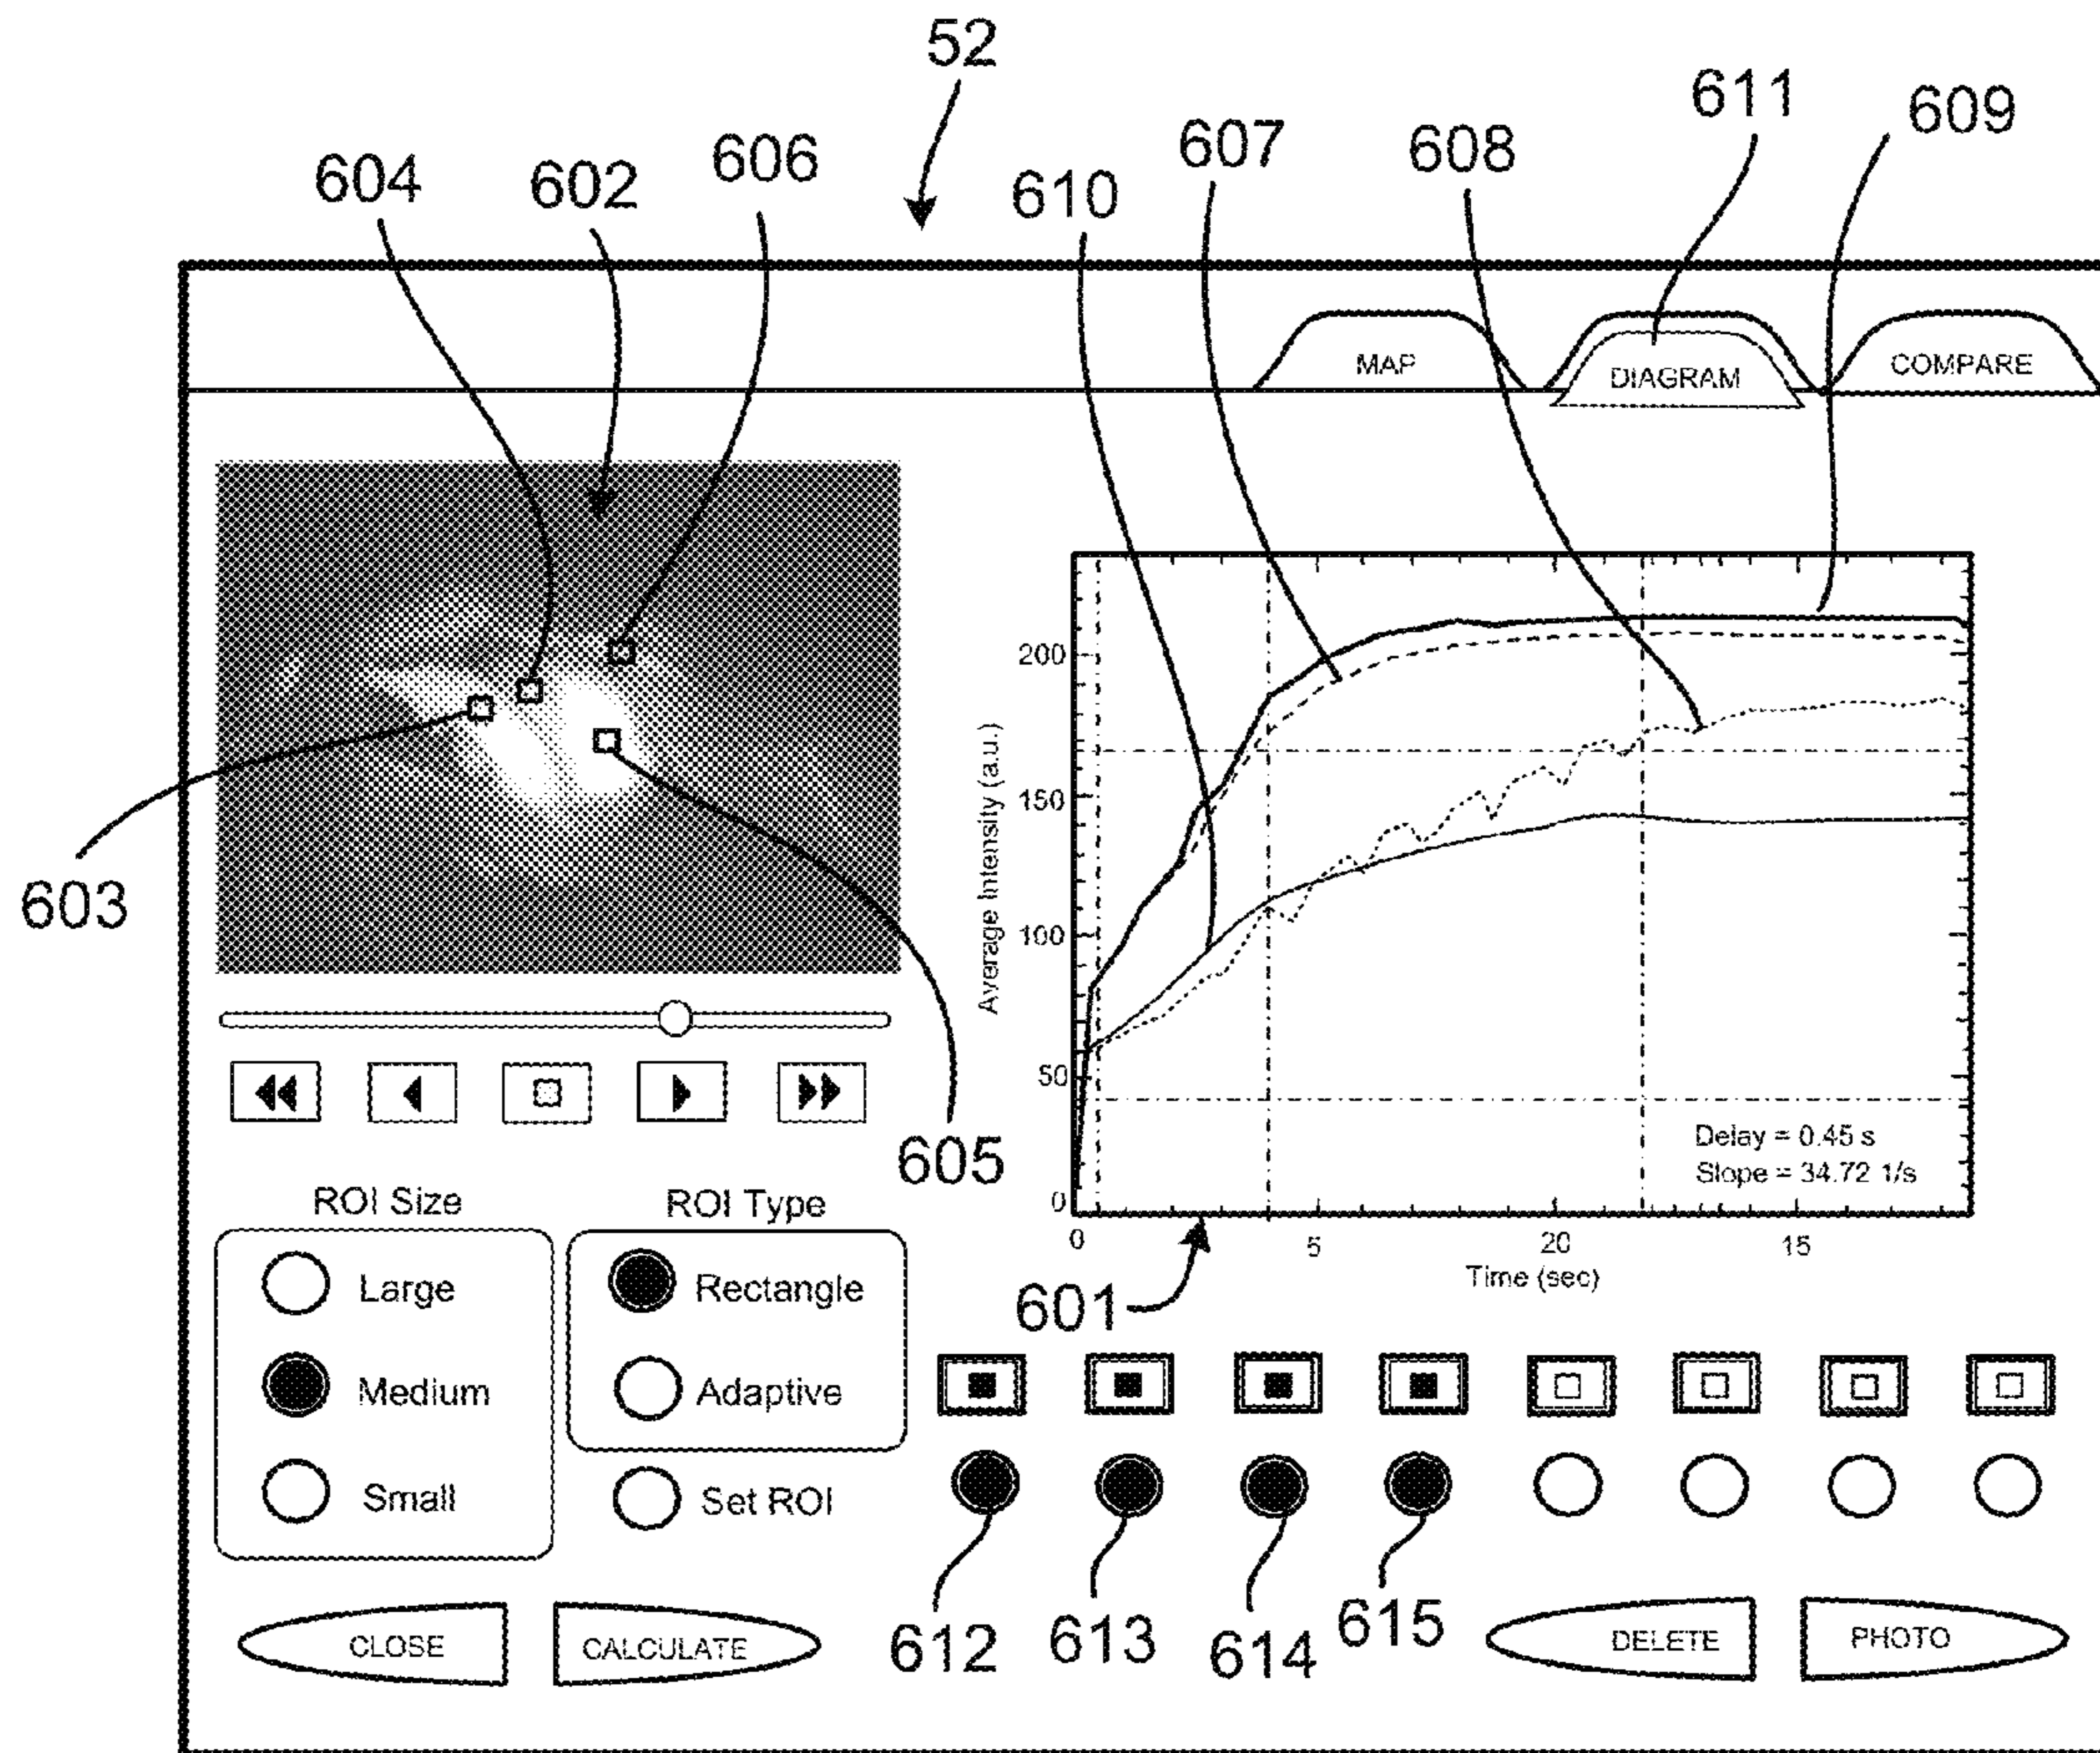 52
611
609
606
607
608
604
602
610
MAP
DIAGRAM
COMPARE
603
605
200
150
100
50
0
Average Intensity (a.u.)
Delay = 0.45 s
Slope = 34.72 1/s
0 5 20 15
Time (sec)
601
ROI Size
ROI Type
Large
Rectangle
Medium
Adaptive
Small
Set ROI
612
613
614
615
CLOSE
CALCULATE
DELETE
PHOTO